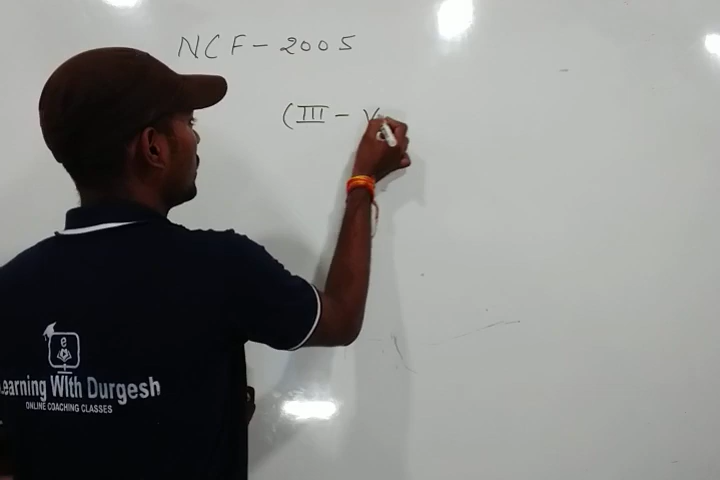 NCF-2005
(III - V
e
Learning WIth Durgesh
ONLINE COACHING CLASSES